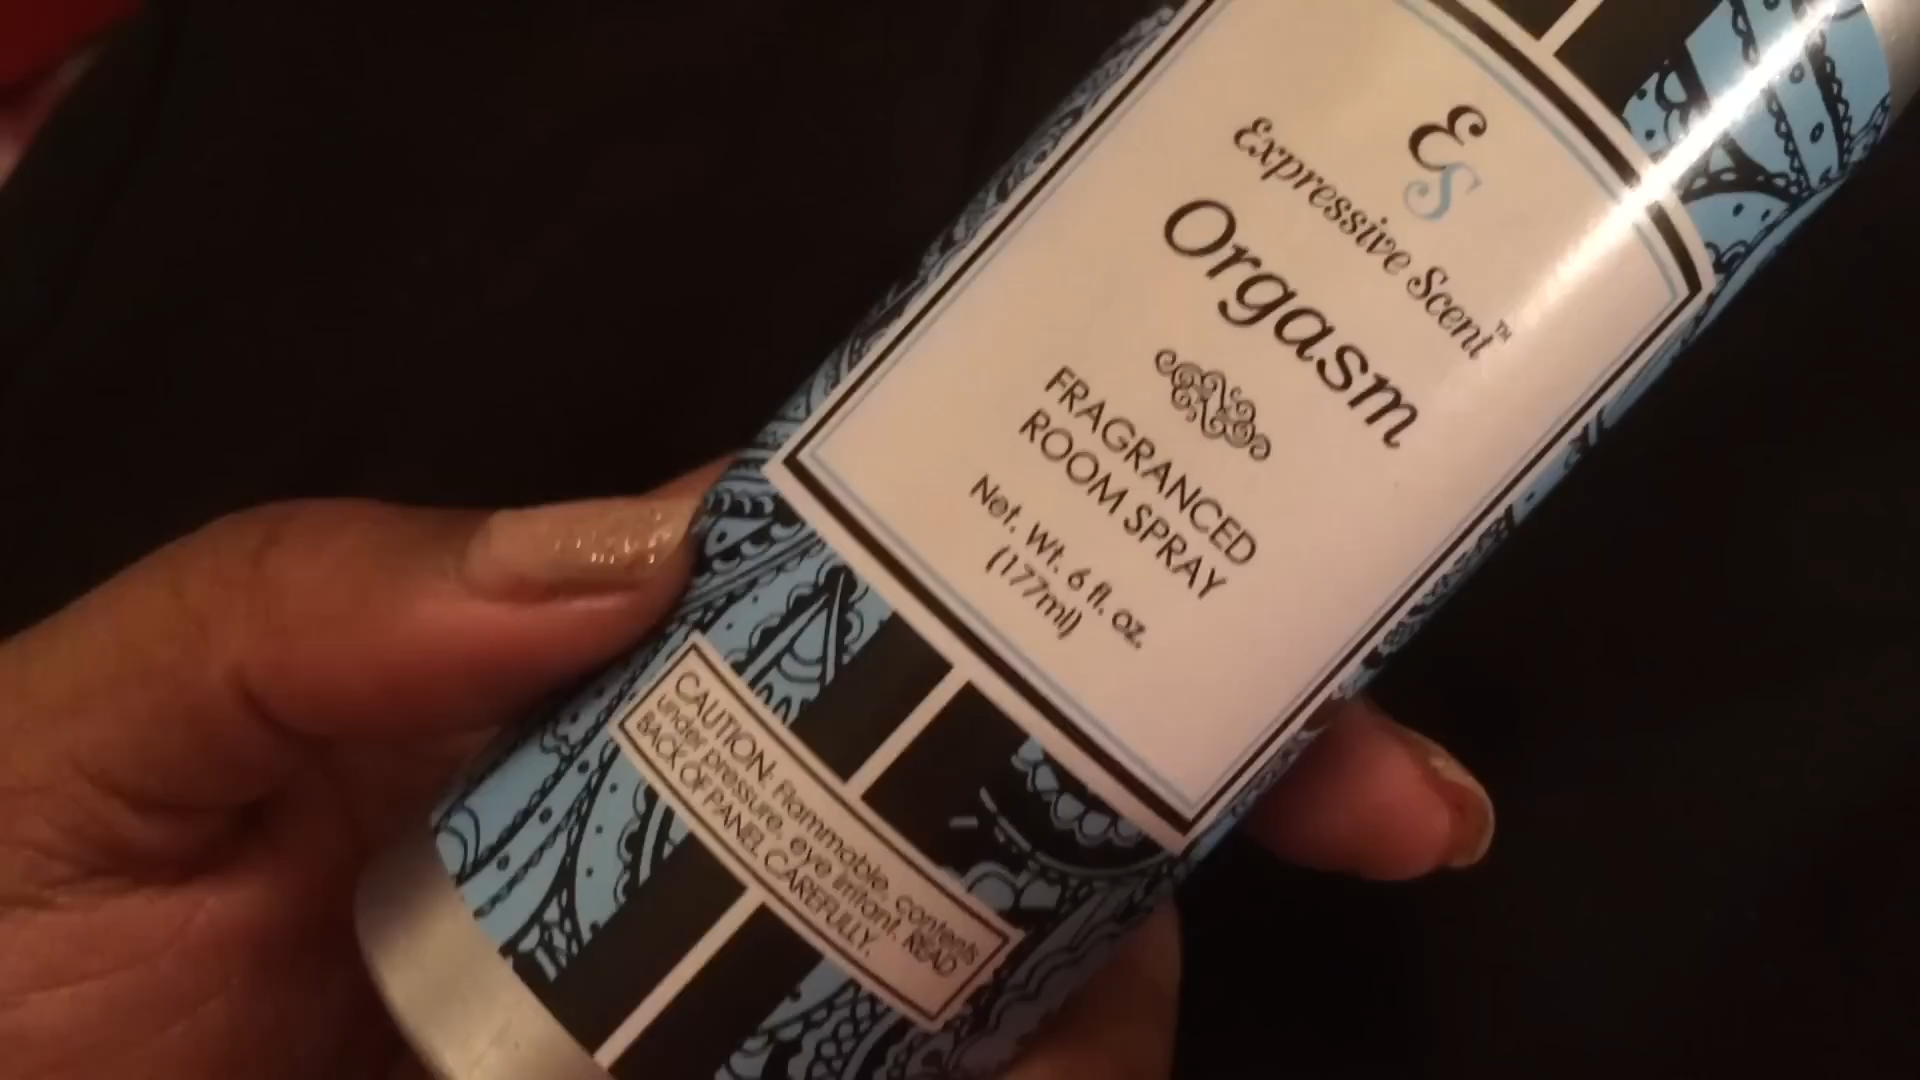 ES
Expressive Scent™
Orgasm
FRAGRANCED
ROOM SPRAY
Net. Wt. 6 fl. oz.
(177ml)
CAUTION: Flammable, contents
under pressure, eye irritant. READ
BACK OF PANEL CAREFULLY.